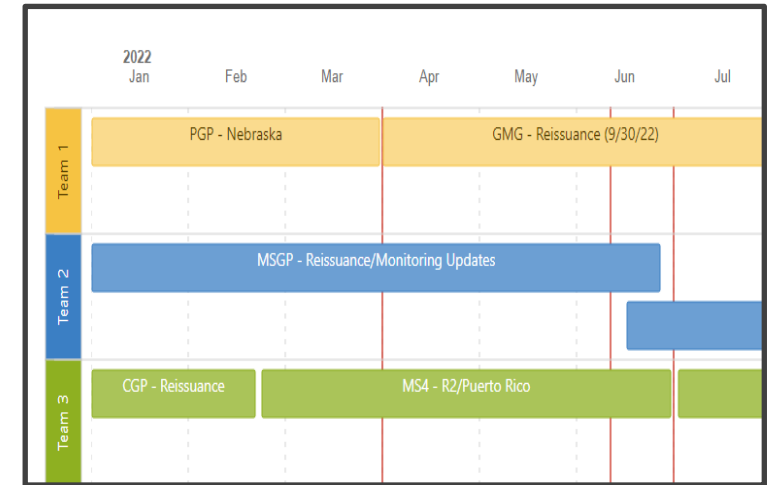 2022
Jan Feb Mar Apr May Jun Jul
Team 1
PGP - Nebraska GMG - Reissuance (9/30/22)
Team 2
MSGP - Reissuance/Monitoring Updates
Team 3
CGP - Reissuance MS4 - R2/Puerto Rico